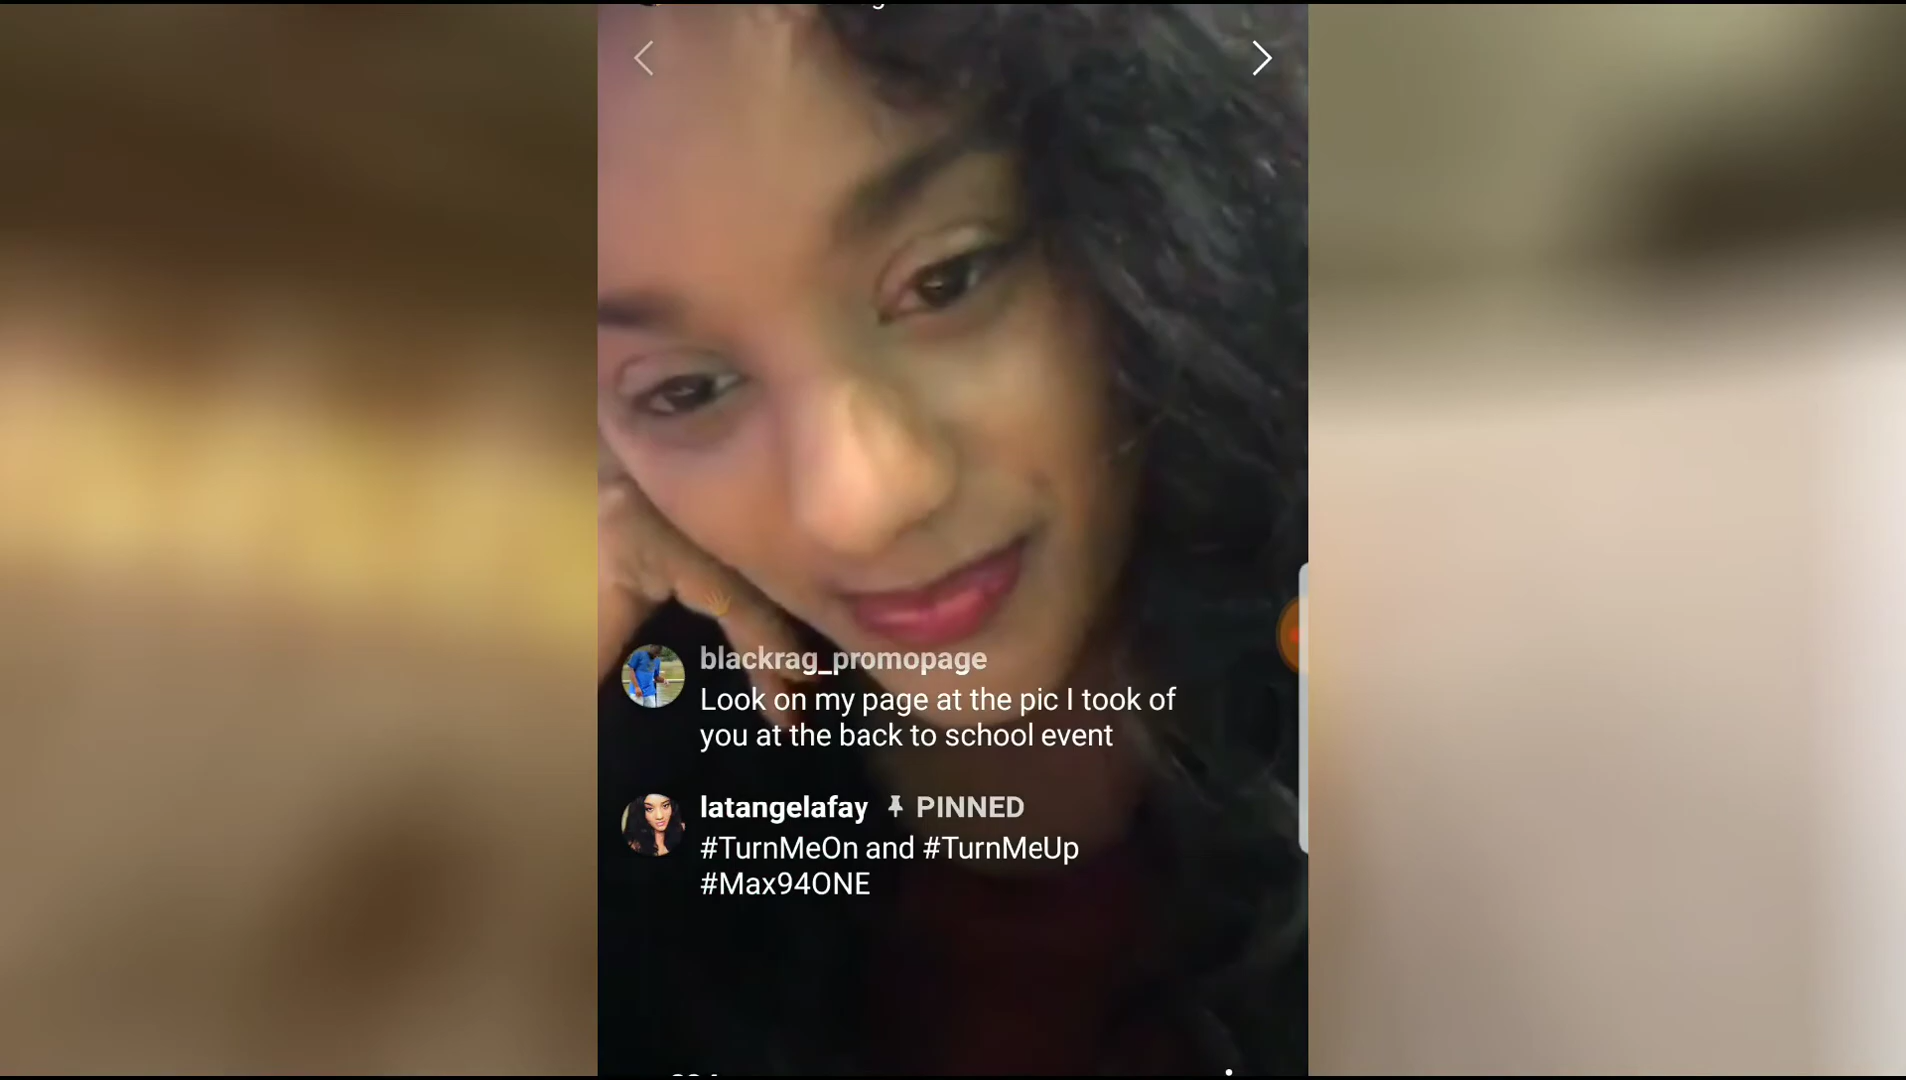 blackrag_promopage
Look on my page at the pic I took of
you at the back to school event
latangelafay PINNED
#TurnMeOn and #TurnMeUp
#Max94ONE